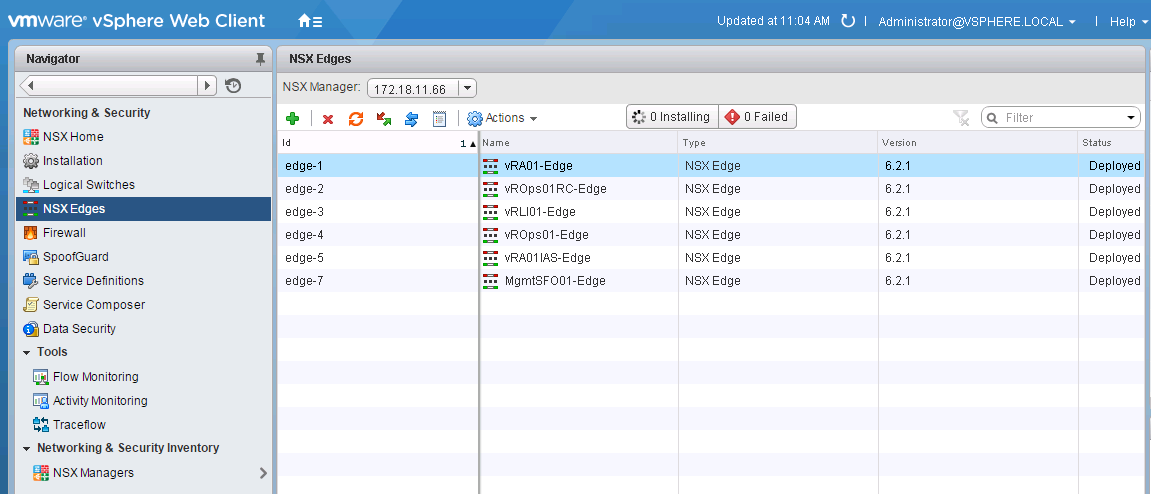 vmware® vSphere Web Client
Updated at 11:04 AM
Administrator@VSPHERE.LOCAL
Help
Navigator
Networking & Security
NSX Home
Installation
Logical Switches
NSX Edges
Firewall
SpoofGuard
Service Definitions
Service Composer
Data Security
Tools
Flow Monitoring
Activity Monitoring
Traceflow
Networking & Security Inventory
NSX Managers
NSX Edges
NSX Manager: 172.18.11.66
Actions
0 Installing
0 Failed
Filter
Id 1 Name Type Version Status
edge-1 vRA01-Edge NSX Edge 6.2.1 Deployed
edge-2 vROps01RC-Edge NSX Edge 6.2.1 Deployed
edge-3 vRLI01-Edge NSX Edge 6.2.1 Deployed
edge-4 vROps01-Edge NSX Edge 6.2.1 Deployed
edge-5 vRA01IAS-Edge NSX Edge 6.2.1 Deployed
edge-7 MgmtSFO01-Edge NSX Edge 6.2.1 Deployed